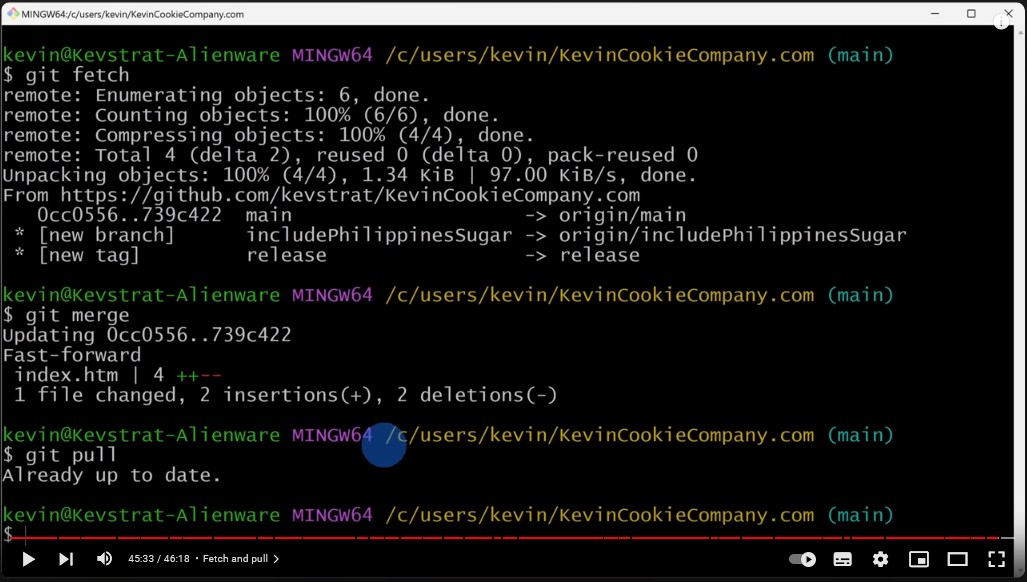 MINGW64:/c/users/kevin/KevinCookieCompany.com
kevin@Kevstrat-Alienware MINGW64 /c/users/kevin/KevinCookieCompany.com (main)
$ git fetch
remote: Enumerating objects: 6, done.
remote: Counting objects: 100% (6/6), done.
remote: Compressing objects: 100% (4/4), done.
remote: Total 4 (delta 2), reused 0 (delta 0), pack-reused 0
Unpacking objects: 100% (4/4), 1.34 KiB | 97.00 KiB/s, done.
From https://github.com/kevstrat/KevinCookieCompany.com
   0cc0556..739c422  main                    -> origin/main
 * [new branch]      includePhilippinesSugar -> origin/includePhilippinesSugar
 * [new tag]         release                 -> release
kevin@Kevstrat-Alienware MINGW64 /c/users/kevin/KevinCookieCompany.com (main)
$ git merge
Updating 0cc0556..739c422
Fast-forward
 index.htm | 4 ++--
 1 file changed, 2 insertions(+), 2 deletions(-)
kevin@Kevstrat-Alienware MINGW64 /c/users/kevin/KevinCookieCompany.com (main)
$ git pull
Already up to date.
kevin@Kevstrat-Alienware MINGW64 /c/users/kevin/KevinCookieCompany.com (main)
$
45:33 / 46:18 • Fetch and pull >